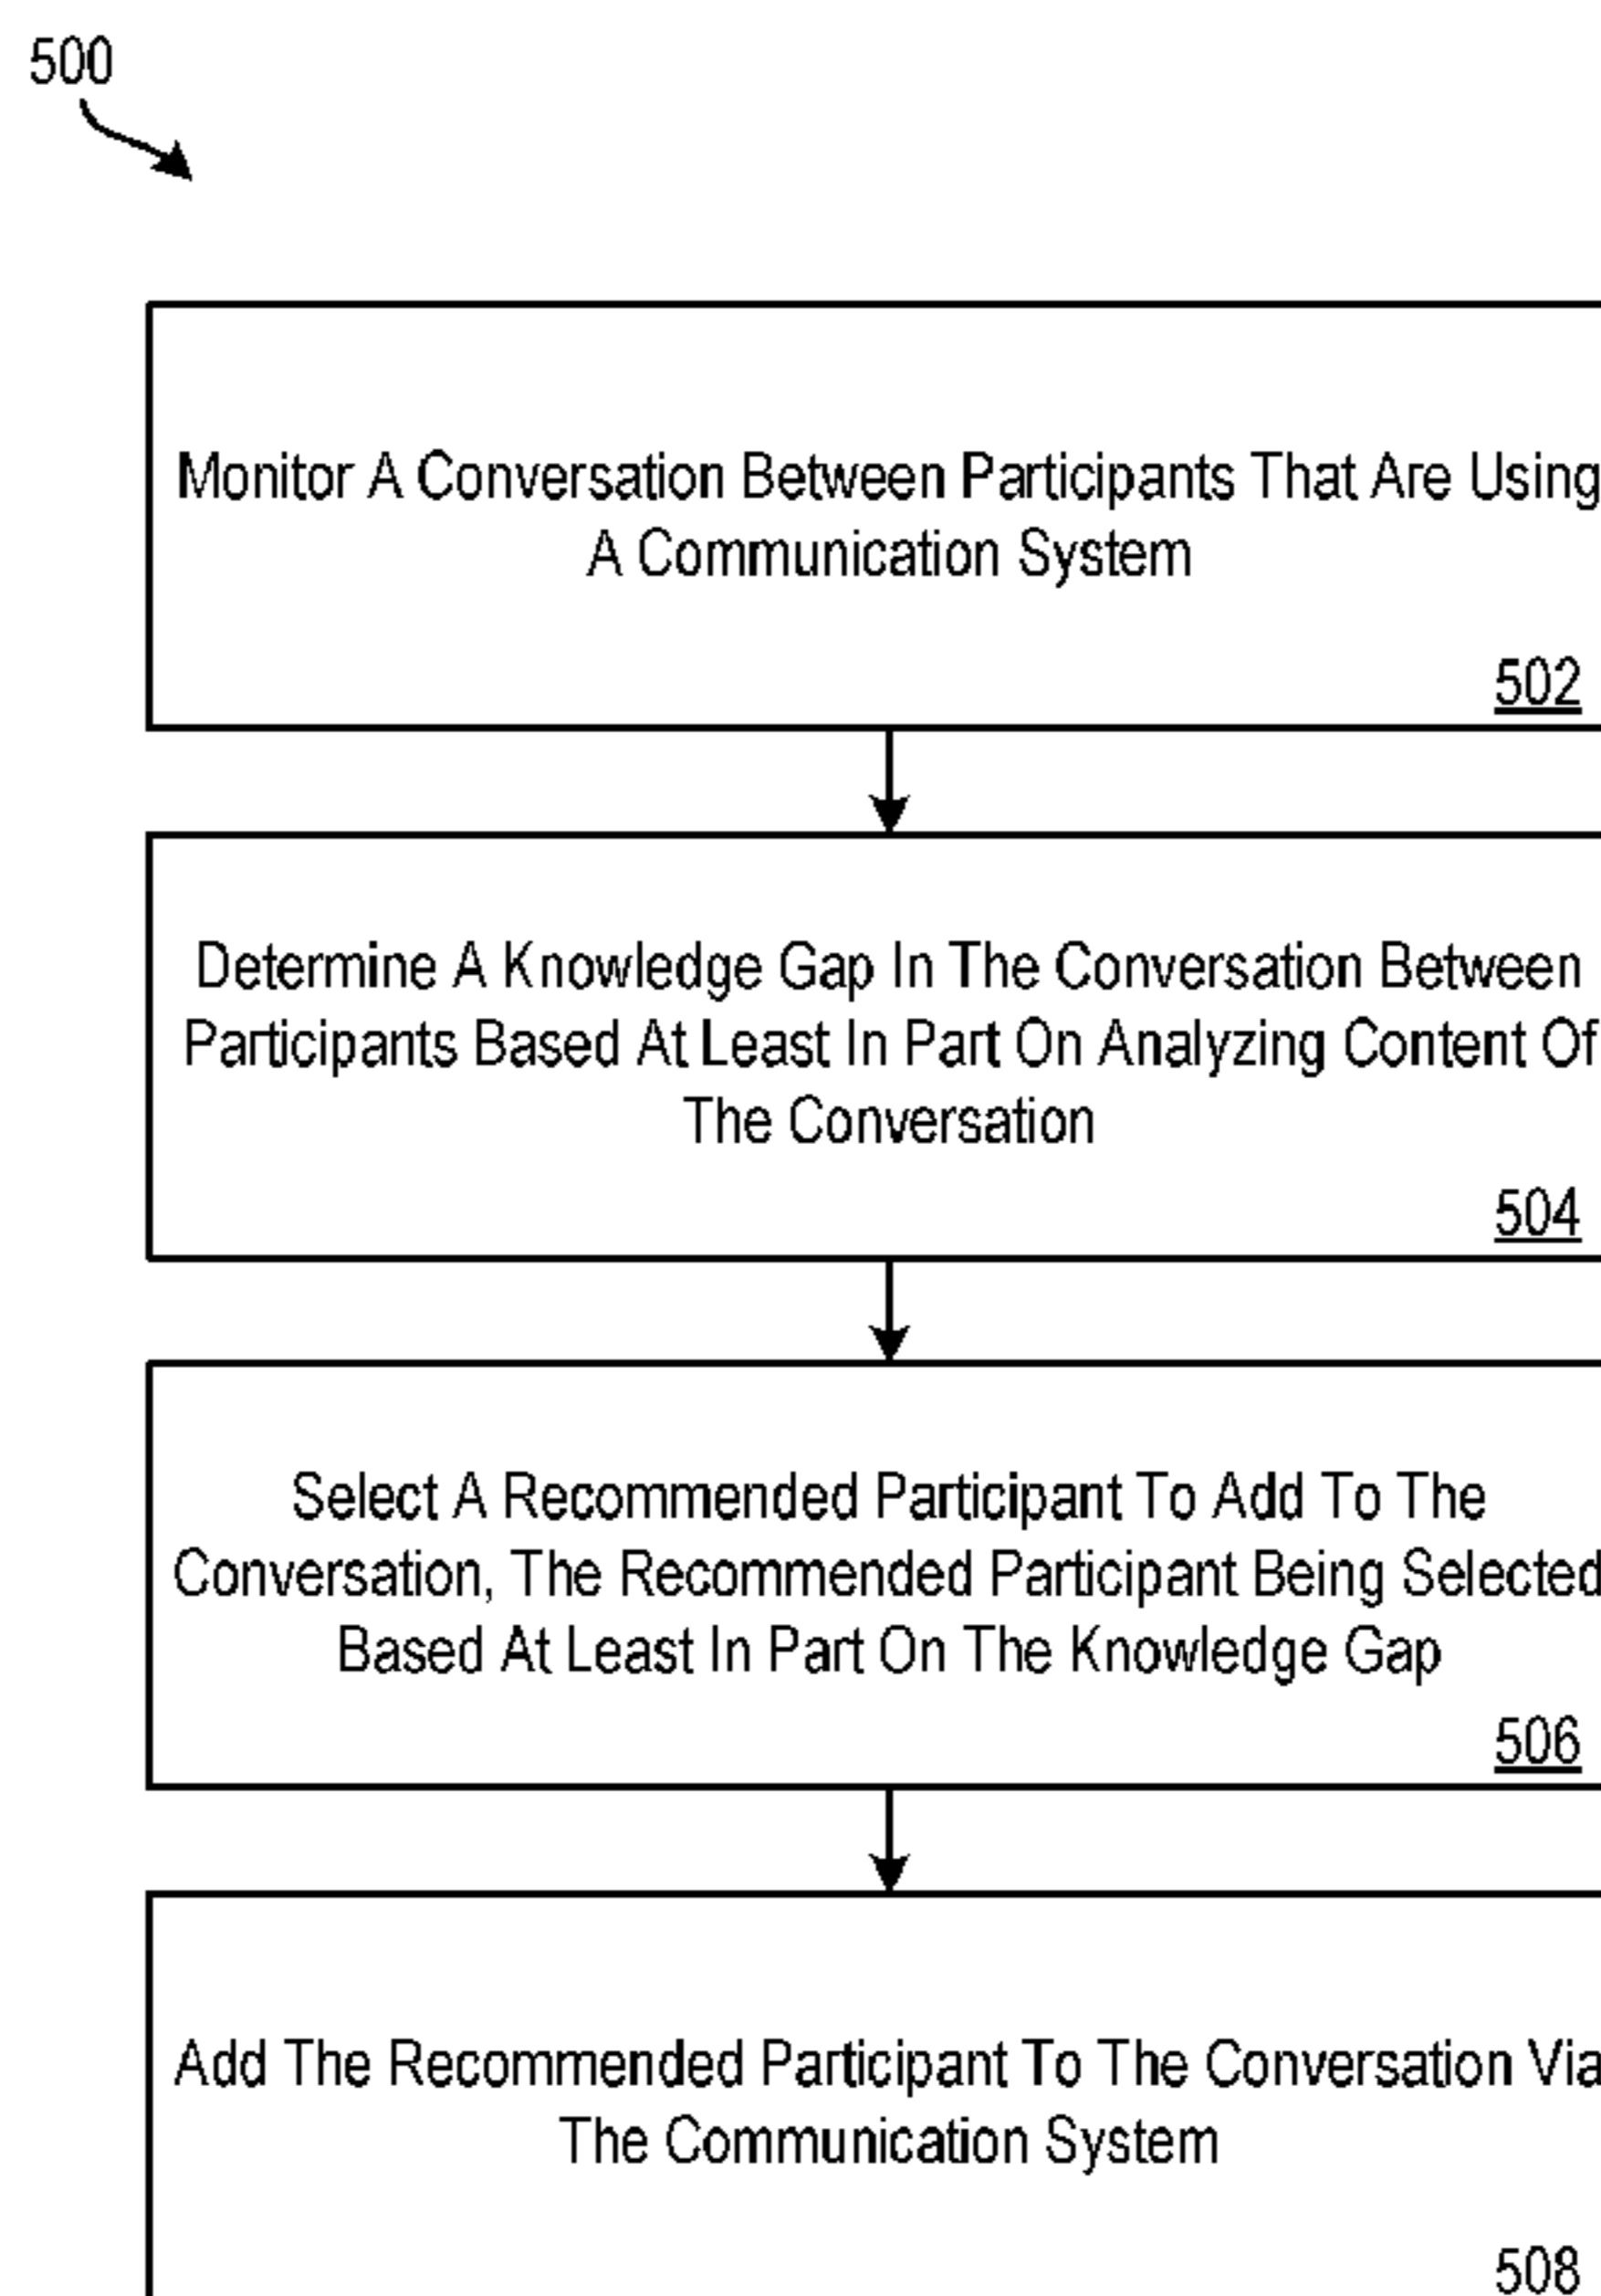 500
Monitor A Conversation Between Participants That Are Using
A Communication System
502
Determine A Knowledge Gap In The Conversation Between
Participants Based At Least In Part On Analyzing Content Of
The Conversation
504
Select A Recommended Participant To Add To The
Conversation, The Recommended Participant Being Selected
Based At Least In Part On The Knowledge Gap
506
Add The Recommended Participant To The Conversation Via
The Communication System
508